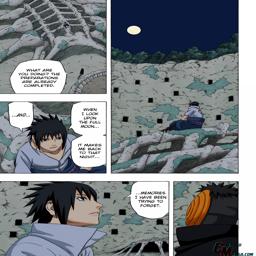 WHAT ARE
YOU DOING? THE
PREPARATIONS
ARE ALREADY
COMPLETED.
...AND...
WHEN
I LOOK
UPON
THE FULL
MOON...
IT MAKES
ME BACK
TO THAT
NIGHT...
...MEMORIES
I HAVE BEEN
TRYING TO
FORGET.